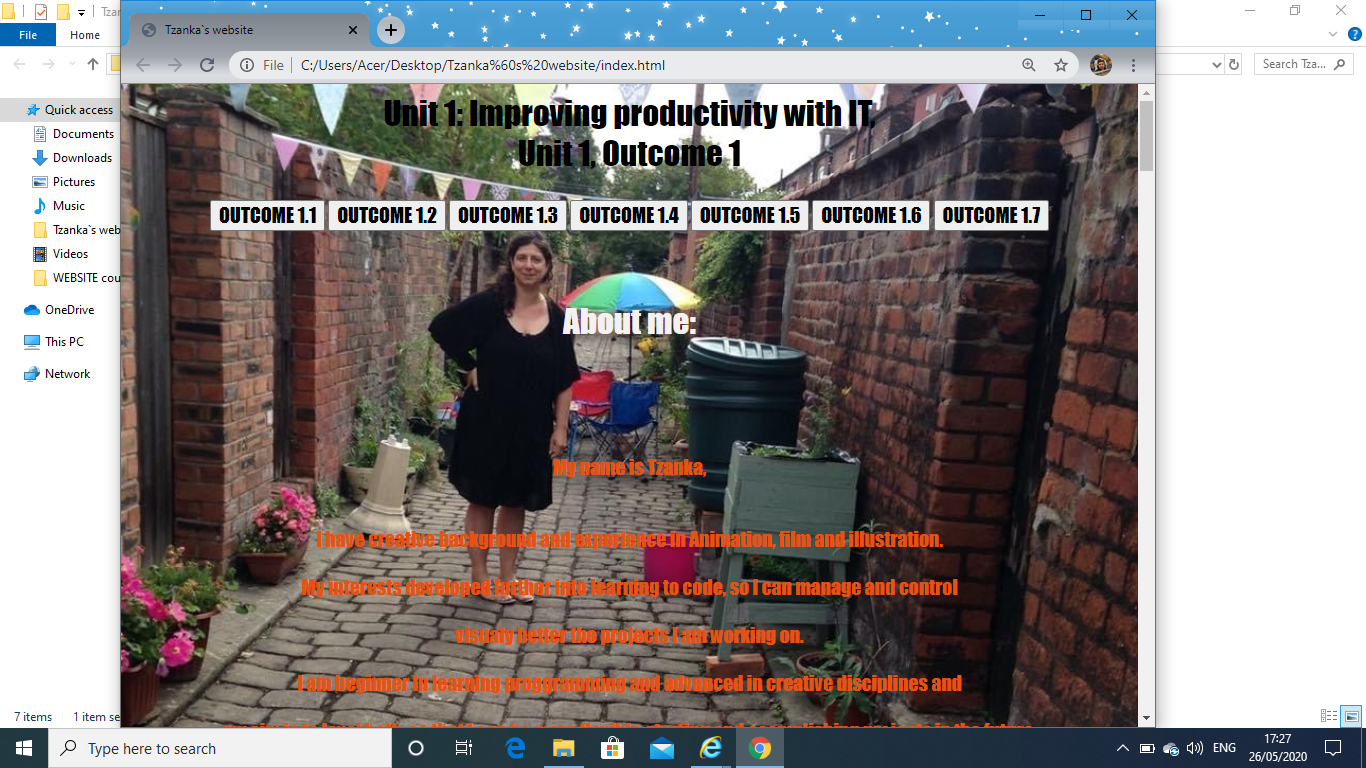 Tza
File
Home
Tzanka`s website
File
C:/Users/Acer/Desktop/Tzanka%60s%20website/index.html
Search Tza...
Quick access
Documents
Downloads
Pictures
Music
Tzanka`s web
Videos
WEBSITE cou
OneDrive
This PC
Network
Unit 1: Improving productivity with IT.
Unit 1, Outcome 1
OUTCOME 1.1 OUTCOME 1.2 OUTCOME 1.3 OUTCOME 1.4 OUTCOME 1.5 OUTCOME 1.6 OUTCOME 1.7
About me:
My name is Tzanka,
I have creative background and experience in Animation, film and illustration.
My interests developed further into learning to code, so I can manage and control
visualy better the projects I am working on.
I am beginner in learning programming and advanced in creative disciplines and
7 items 1 item se
Type here to search
ENG
17:27
26/05/2020